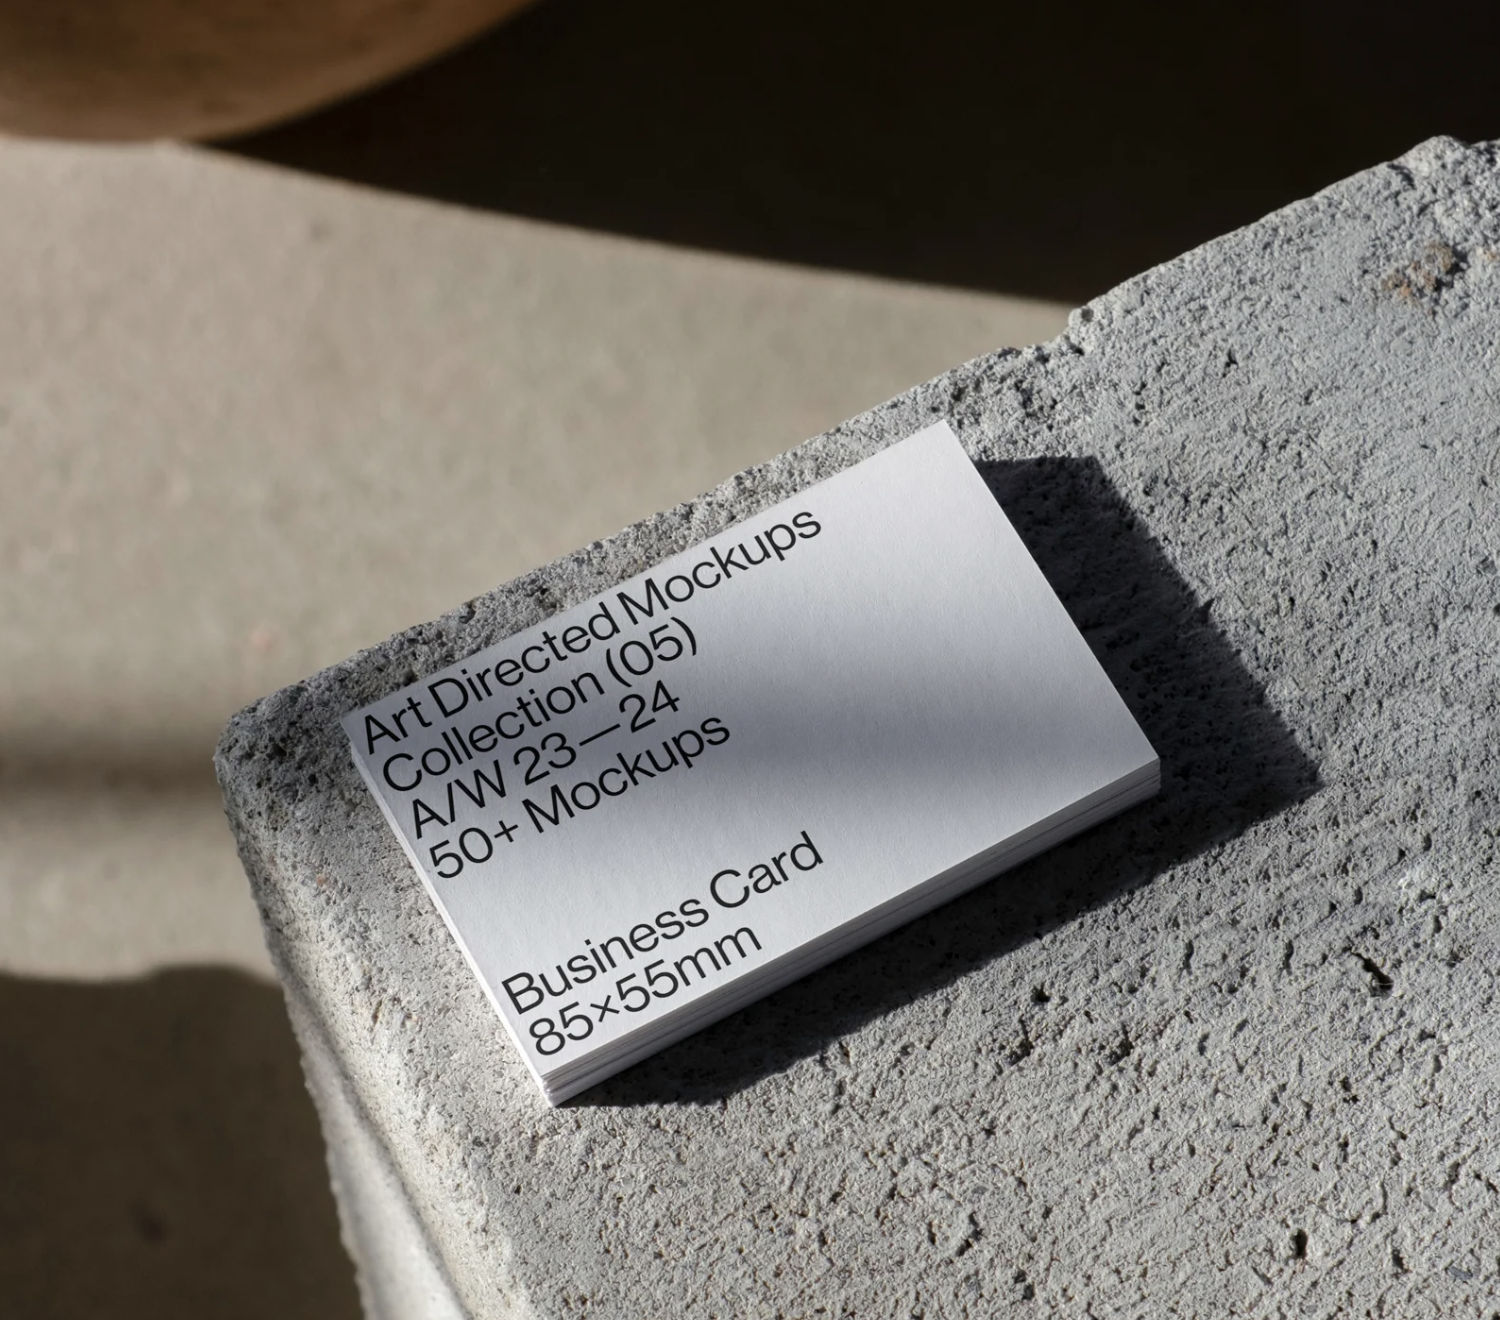 Art Directed Mockups
Collection (05)
A/W 23—24
50+ Mockups
Business Card
85×55mm